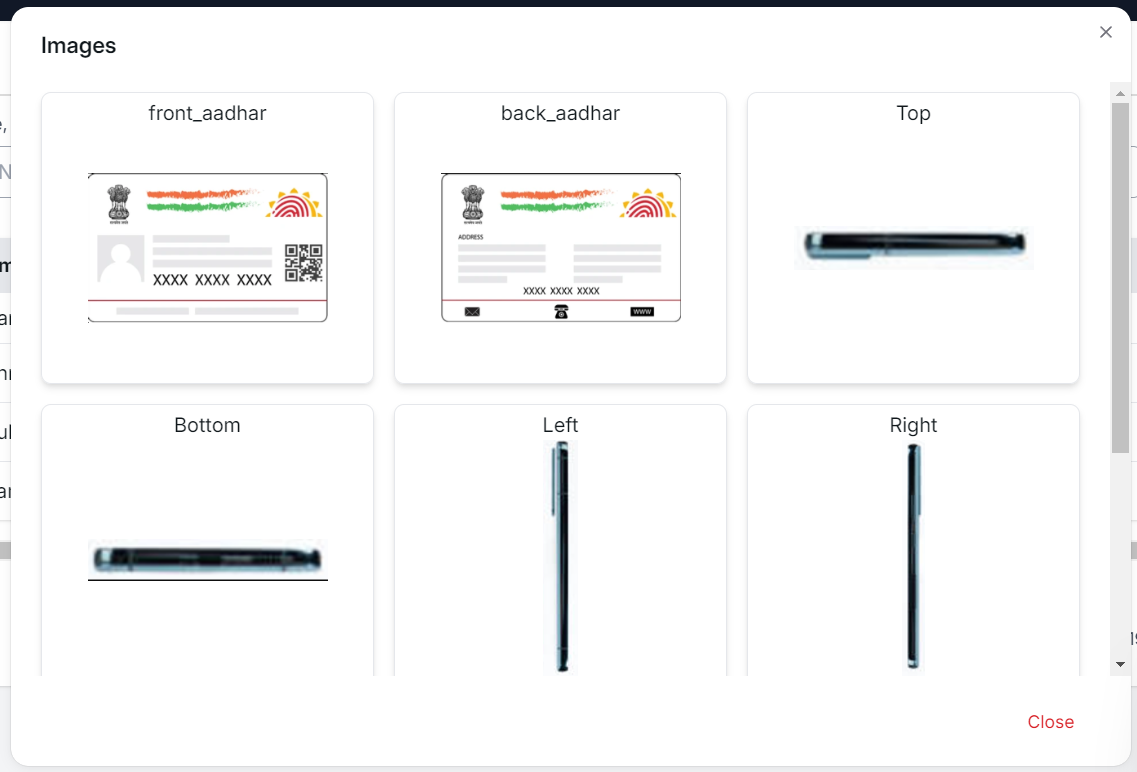 Images
front_aadhar
back_aadhar
Top
XXXX XXXX XXXX
ADDRESS
XXXX XXXX XXXX
WWW
Bottom
Left
Right
Close